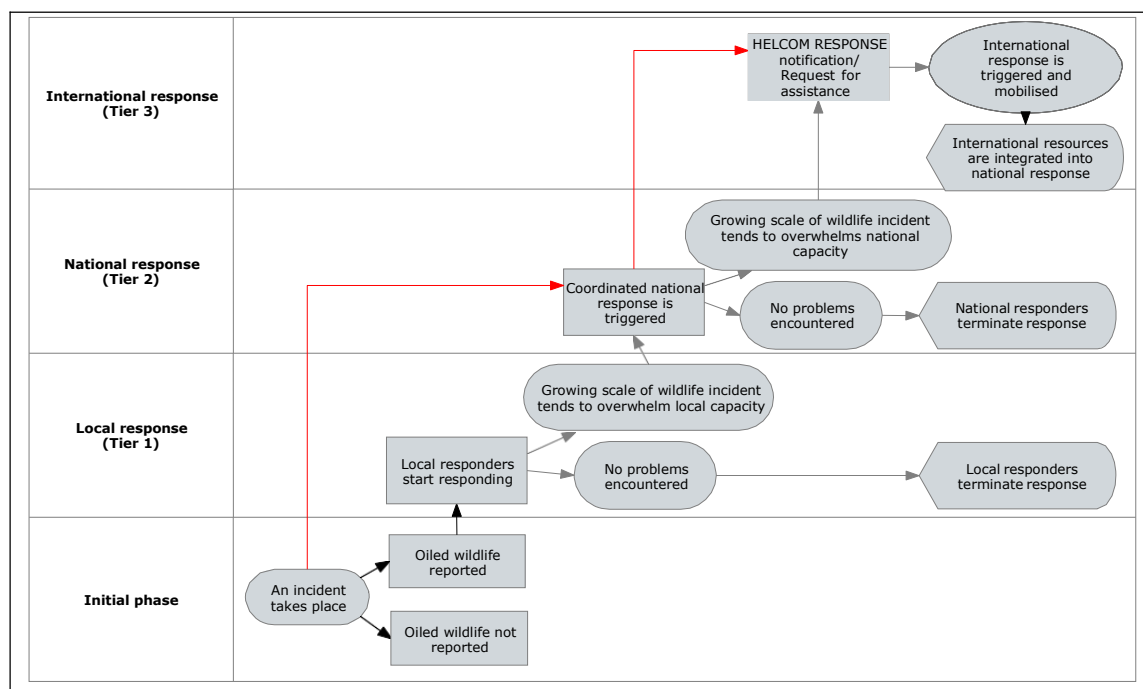 International response
(Tier 3)
HELCOM RESPONSE
notification/
Request for
assistance
International
response is
triggered and
mobilised
International resources
are integrated into
national response
National response
(Tier 2)
Growing scale of wildlife incident
tends to overwhelms national
capacity
Coordinated national
response is
triggered
No problems
encountered
National responders
terminate response
Local response
(Tier 1)
Growing scale of wildlife incident
tends to overwhelm local capacity
Local responders
start responding
No problems
encountered
Local responders
terminate response
Initial phase
An incident
takes place
Oiled wildlife
reported
Oiled wildlife not
reported